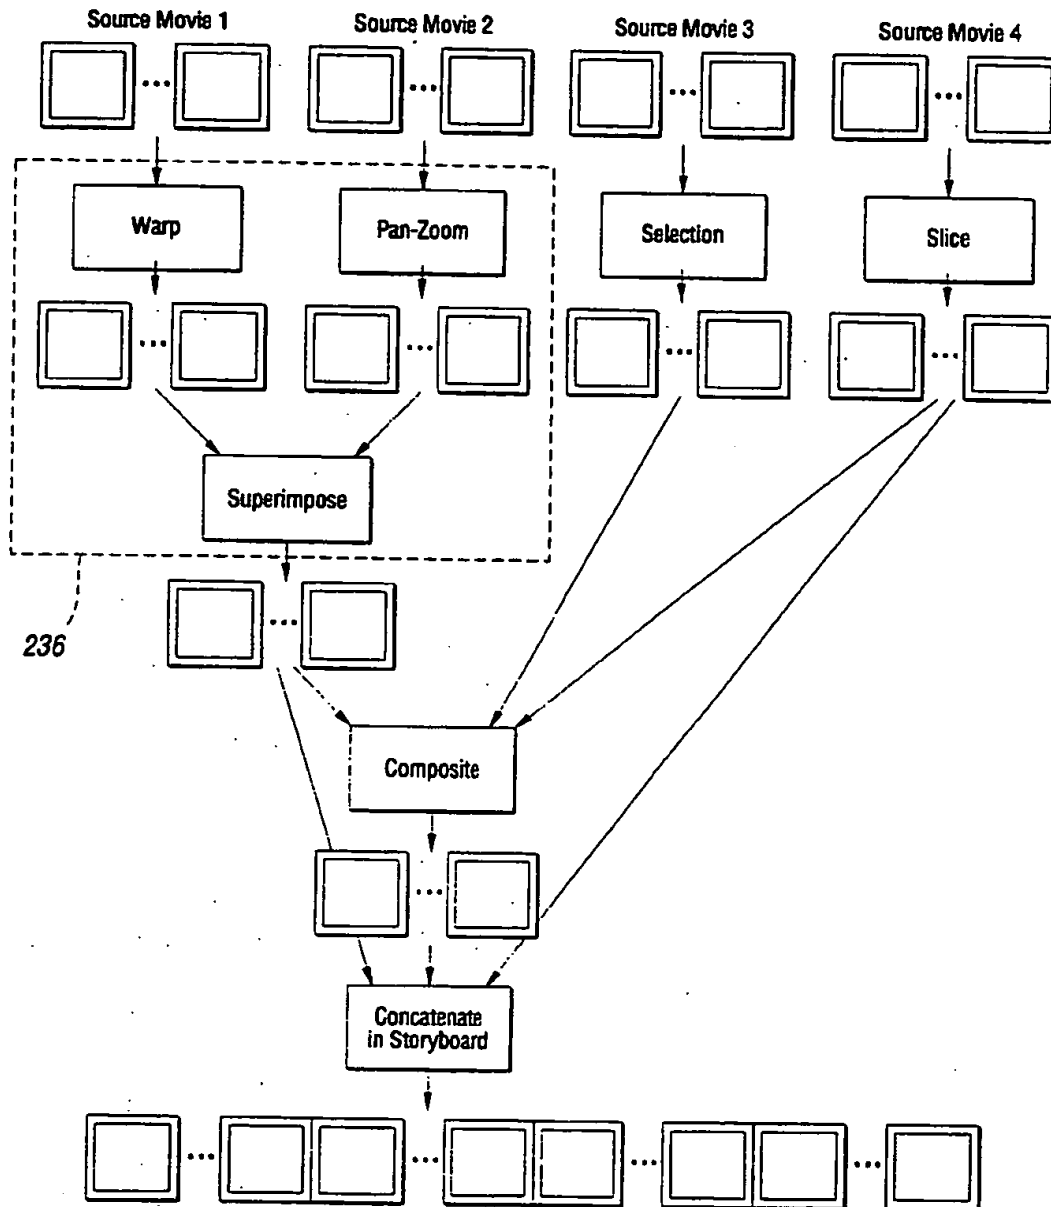 Source Movie 1
Source Movie 2
Source Movie 3
Source Movie 4
Warp
Pan-Zoom
Selection
Slice
Superimpose
236
Composite
Concatenate
in Storyboard